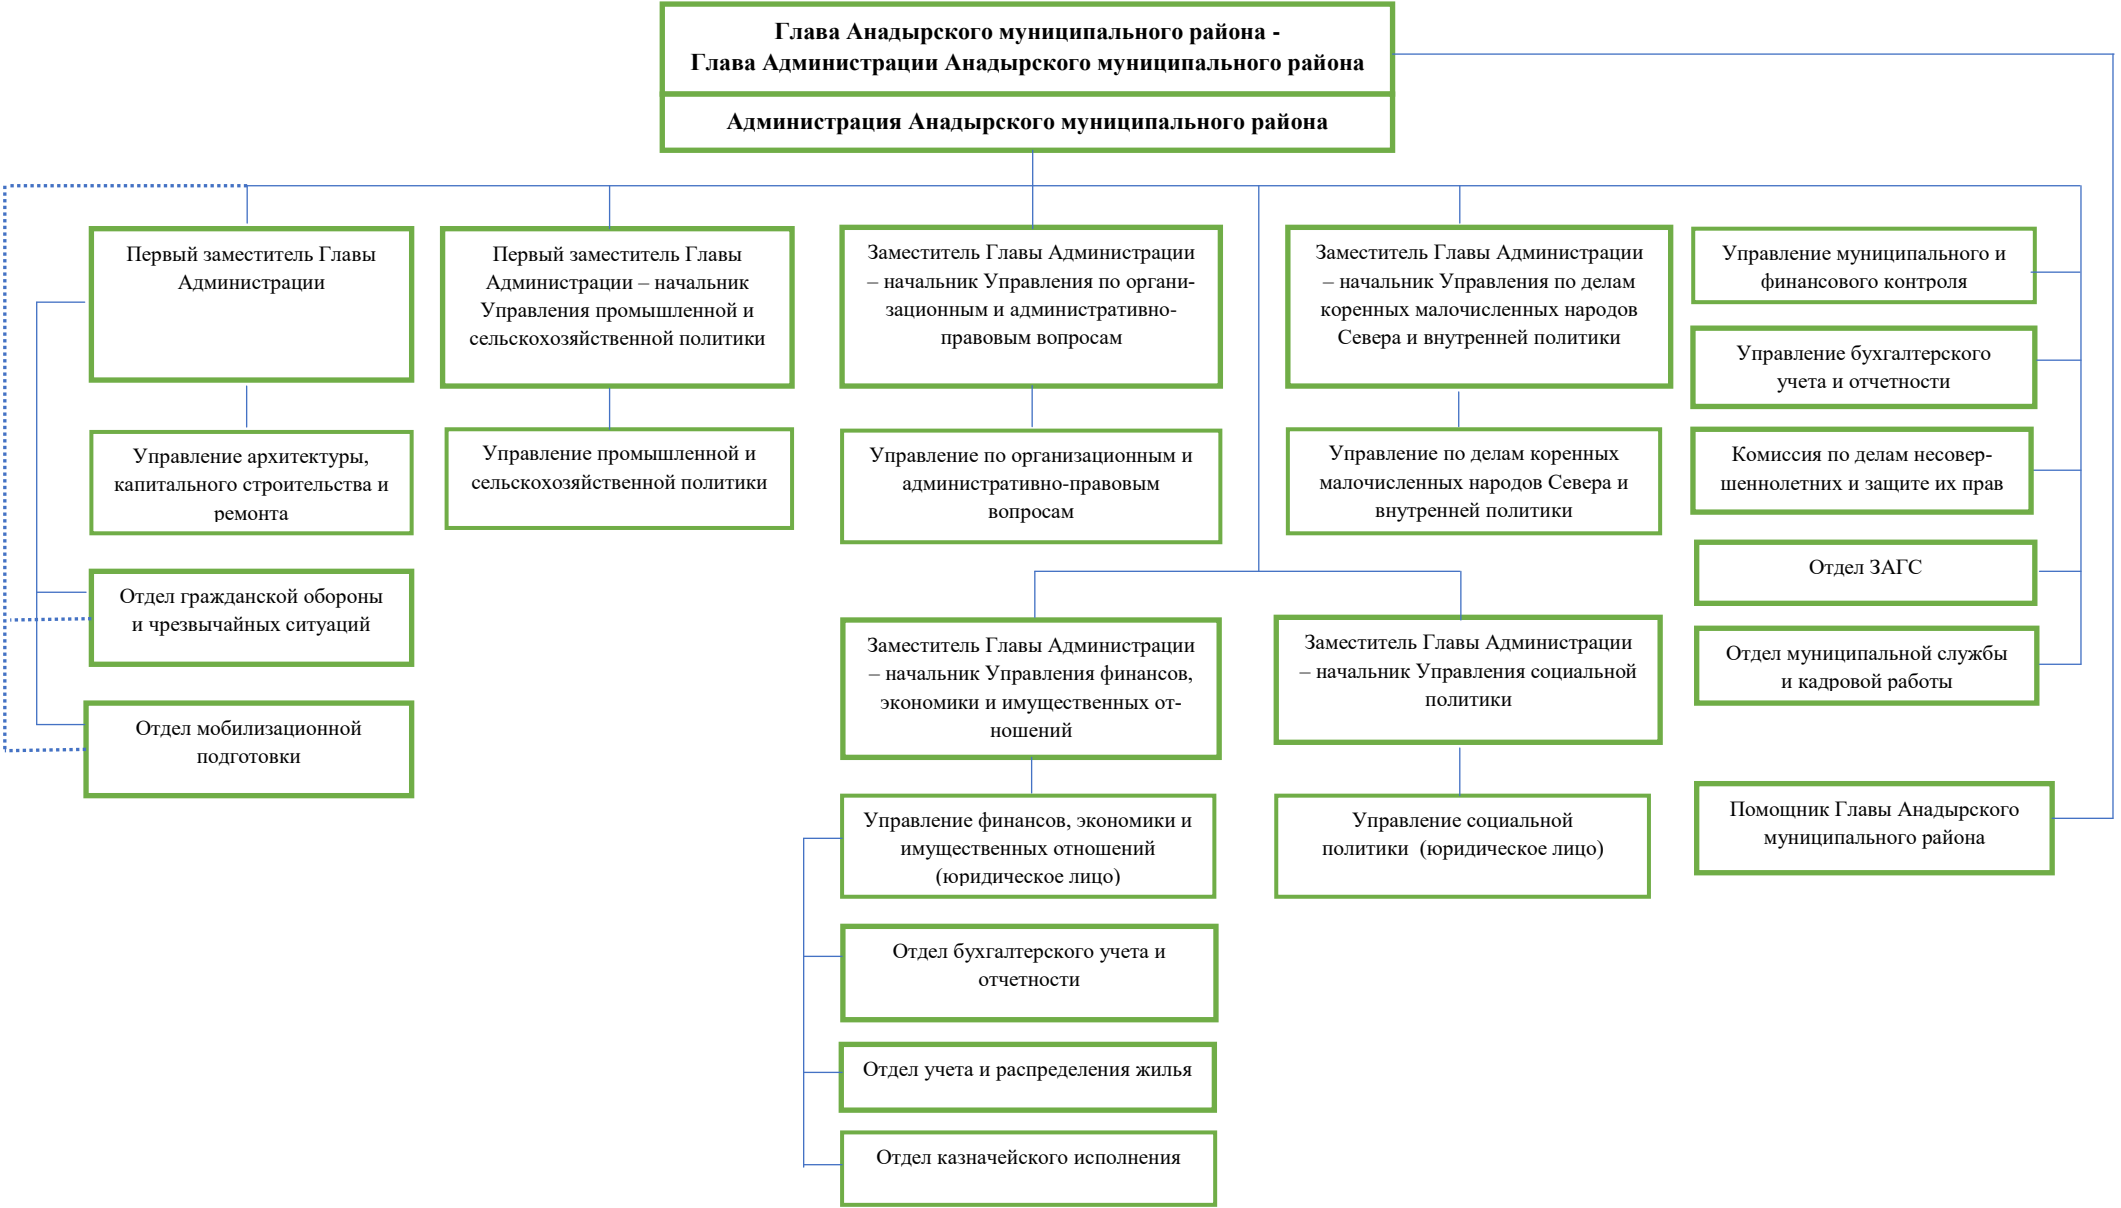 Глава Анадырского муниципального района -
Глава Администрации Анадырского муниципального района
Администрация Анадырского муниципального района
Первый заместитель Главы
Администрации
Первый заместитель Главы
Администрации – начальник
Управления промышленной и
сельскохозяйственной политики
Заместитель Главы Администрации
– начальник Управления по органи-
зационным и административно-
правовым вопросам
Заместитель Главы Администрации
– начальник Управления по делам
коренных малочисленных народов
Севера и внутренней политики
Управление муниципального и
финансового контроля
Управление бухгалтерского
учета и отчетности
Управление архитектуры,
капитального строительства и
ремонта
Управление промышленной и
сельскохозяйственной политики
Управление по организационным и
административно-правовым
вопросам
Управление по делам коренных
малочисленных народов Севера и
внутренней политики
Комиссия по делам несовер-
шеннолетних и защите их прав
Отдел гражданской обороны
и чрезвычайных ситуаций
Отдел ЗАГС
Заместитель Главы Администрации
– начальник Управления финансов,
экономики и имущественных от-
ношений
Заместитель Главы Администрации
– начальник Управления социальной
политики
Отдел муниципальной службы
и кадровой работы
Отдел мобилизационной
подготовки
Управление финансов, экономики и
имущественных отношений
(юридическое лицо)
Управление социальной
политики (юридическое лицо)
Помощник Главы Анадырского
муниципального района
Отдел бухгалтерского учета и
отчетности
Отдел учета и распределения жилья
Отдел казначейского исполнения